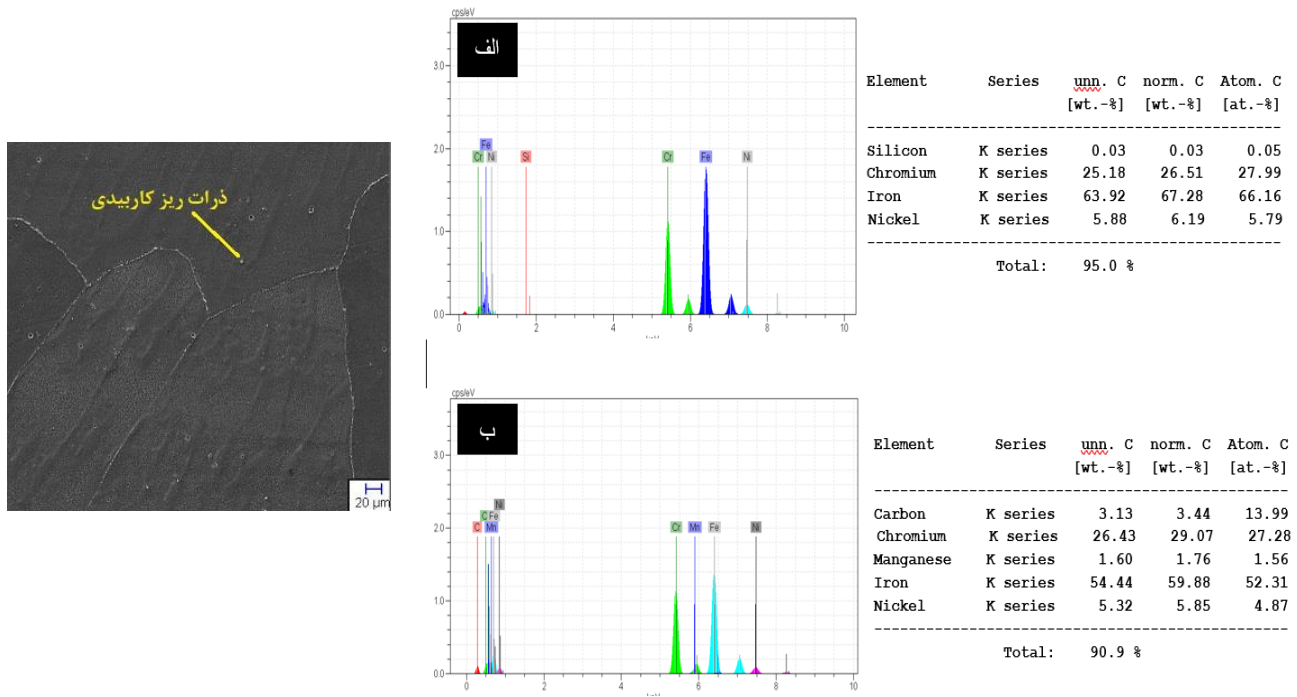 ذرات ریز کاربیدی
20 µm
cps/eV
الف
3.0
2.0
1.0
0.0
Fe
Cr Ni Si Cr Fe Ni
0 2 4 6 8 10
Element Series unn. C norm. C Atom. C
[wt.-%] [wt.-%] [at.-%]
Silicon K series 0.03 0.03 0.05
Chromium K series 25.18 26.51 27.99
Iron K series 63.92 67.28 66.16
Nickel K series 5.88 6.19 5.79
Total: 95.0 %
cps/eV
ب
3.0
2.0
1.0
0.0
Ni
C Fe
C Mn Cr Mn Fe Ni
0 2 4 6 8 10
Element Series unn. C norm. C Atom. C
[wt.-%] [wt.-%] [at.-%]
Carbon K series 3.13 3.44 13.99
Chromium K series 26.43 29.07 27.28
Manganese K series 1.60 1.76 1.56
Iron K series 54.44 59.88 52.31
Nickel K series 5.32 5.85 4.87
Total: 90.9 %